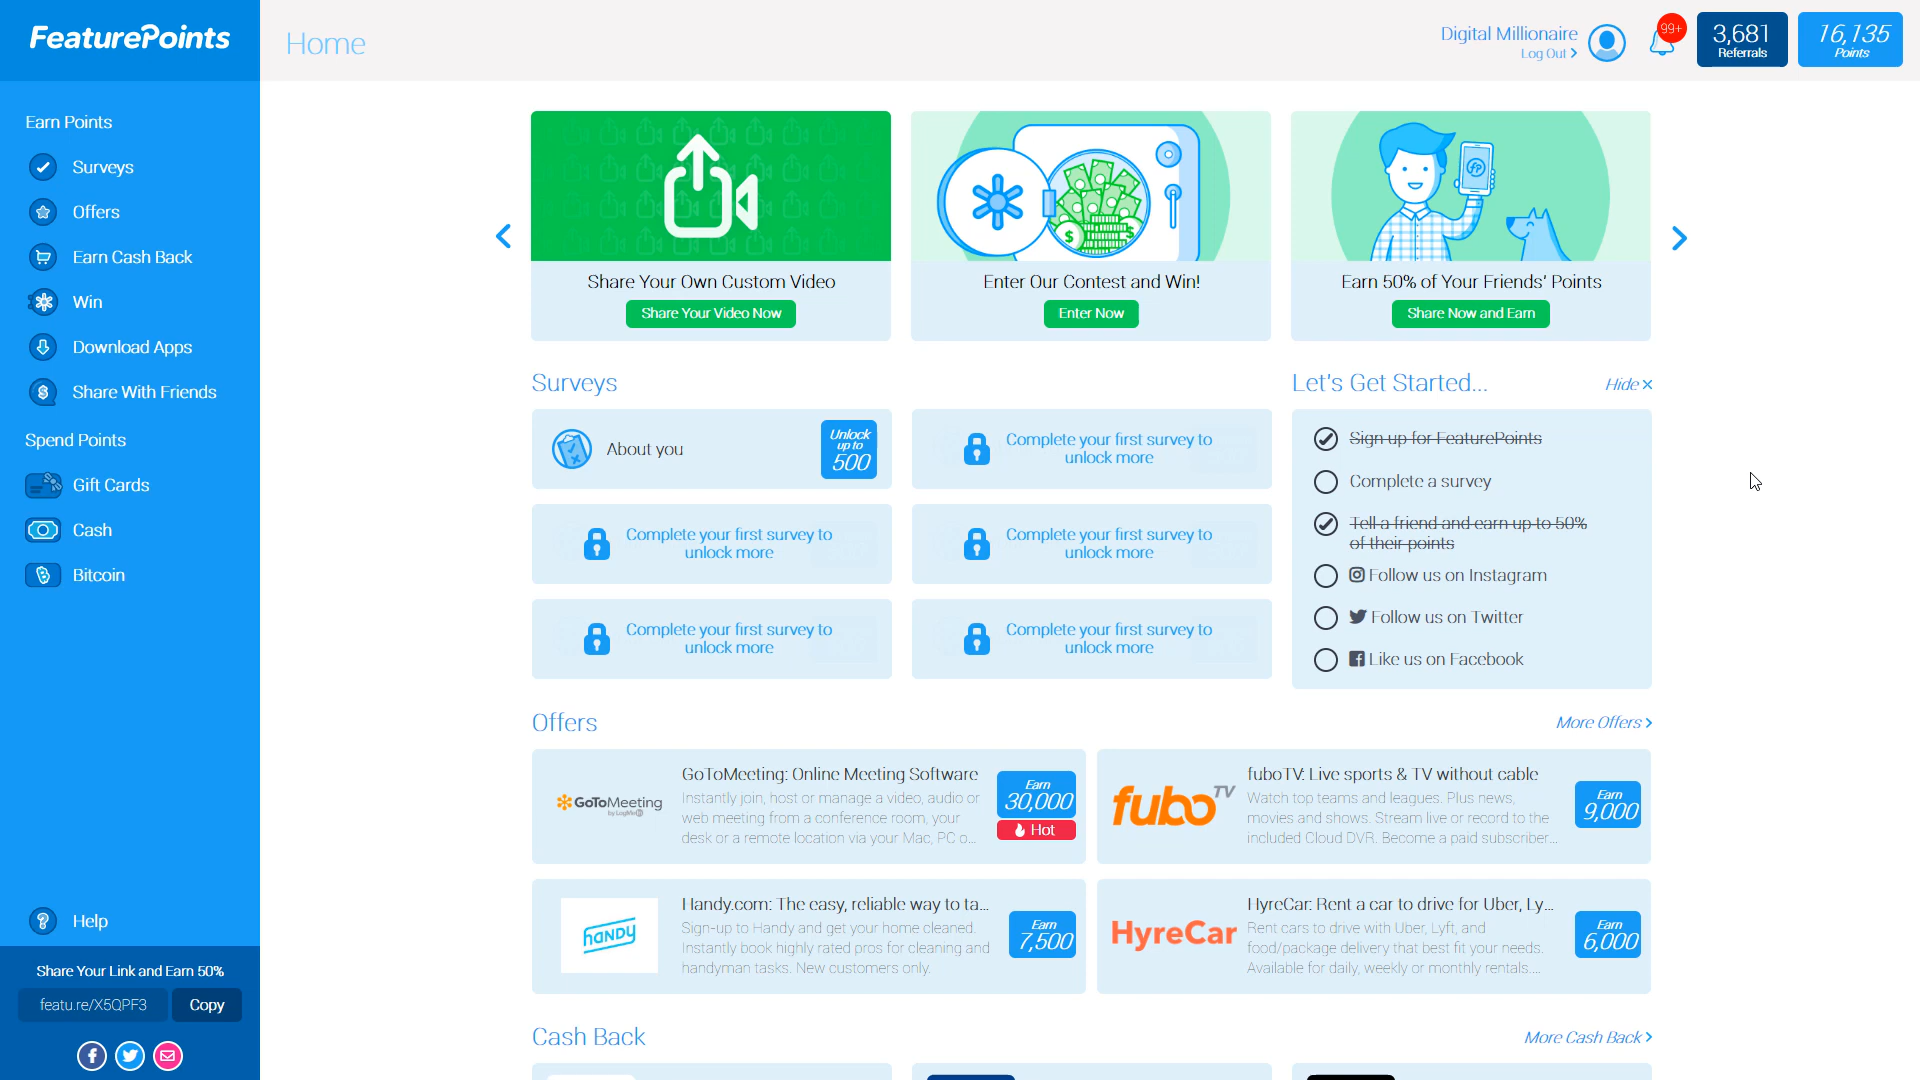 FeaturePoints
Home
Digital Millionaire
Log Out
99+
3,681
Referrals
16,135
Points
Earn Points
Surveys
Offers
Earn Cash Back
Win
Download Apps
Share With Friends
Spend Points
Gift Cards
Cash
Bitcoin
Help
Share Your Link and Earn 50%
featu.re/X5QPF3
Copy
Share Your Own Custom Video
Share Your Video Now
Enter Our Contest and Win!
Enter Now
fp
Earn 50% of Your Friends' Points
Share Now and Earn
Surveys
About you
Unlock
up to
500
Complete your first survey to
unlock more
Complete your first survey to
unlock more
Complete your first survey to
unlock more
Complete your first survey to
unlock more
Complete your first survey to
unlock more
Let's Get Started...
Hide
Sign up for FeaturePoints
Complete a survey
Tell a friend and earn up to 50%
of their points
Follow us on Instagram
Follow us on Twitter
Like us on Facebook
Offers
More Offers
GoToMeeting
by LogMeIn
GoToMeeting: Online Meeting Software
Instantly join, host or manage a video, audio or
web meeting from a conference room, your
desk or a remote location via your Mac, PC o...
Earn
30,000
Hot
fubo TV
fuboTV: Live sports & TV without cable
Watch top teams and leagues. Plus news,
movies and shows. Stream live or record to the
included Cloud DVR. Become a paid subscriber...
Earn
9,000
handy
Handy.com: The easy, reliable way to ta...
Sign-up to Handy and get your home cleaned.
Instantly book highly rated pros for cleaning and
handyman tasks. New customers only.
Earn
7,500
HyreCar
HyreCar: Rent a car to drive for Uber, Ly...
Rent cars to drive with Uber, Lyft, and
food/package delivery that best fit your needs.
Available for daily, weekly or monthly rentals....
Earn
6,000
Cash Back
More Cash Back